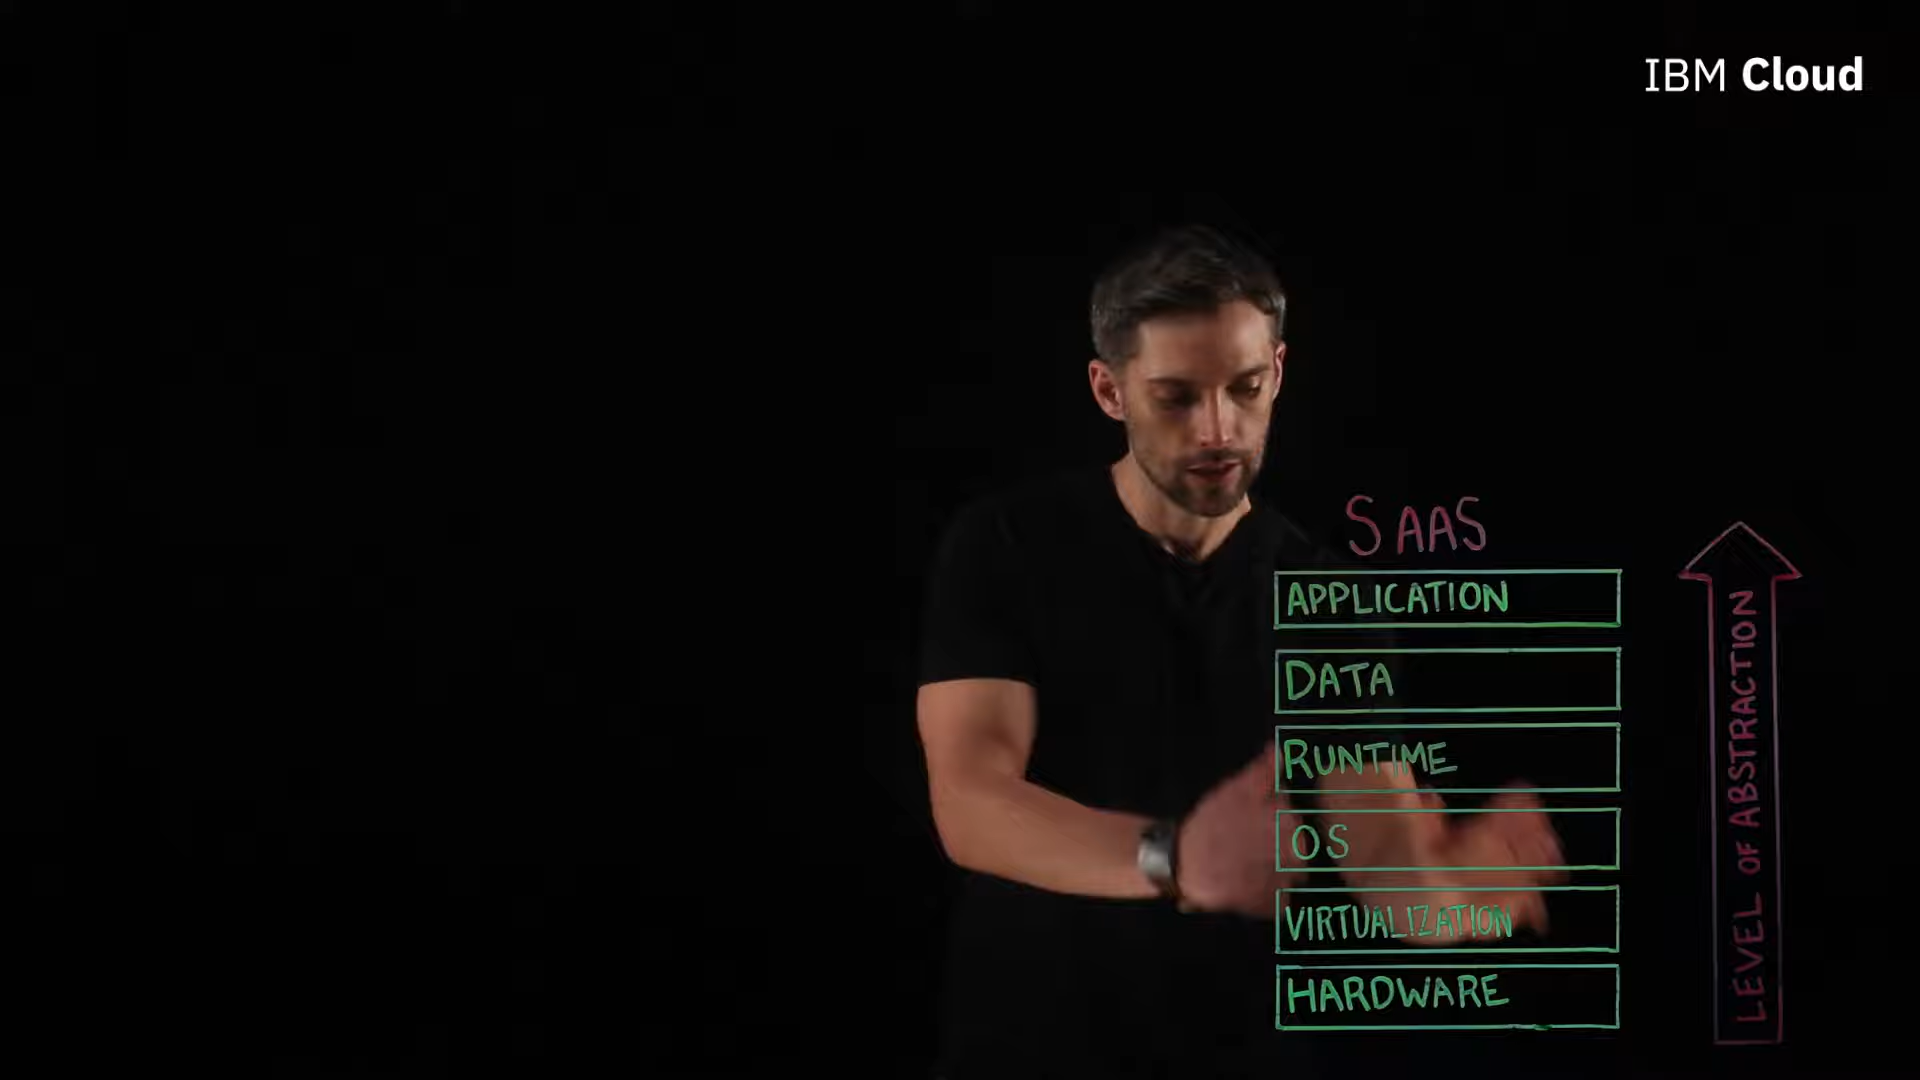 IBM Cloud
SAAS
APPLICATION
DATA
RUNTIME
OS
VIRTUALIZATION
HARDWARE
LEVEL OF ABSTRACTION